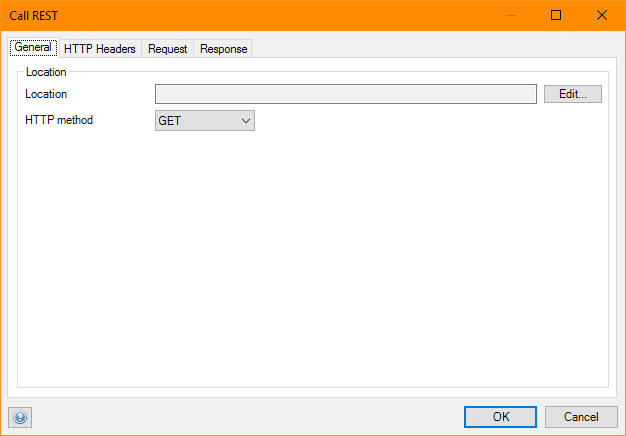 Call REST
General HTTP Headers Request Response
Location
Location Edit...
HTTP method GET
? OK Cancel